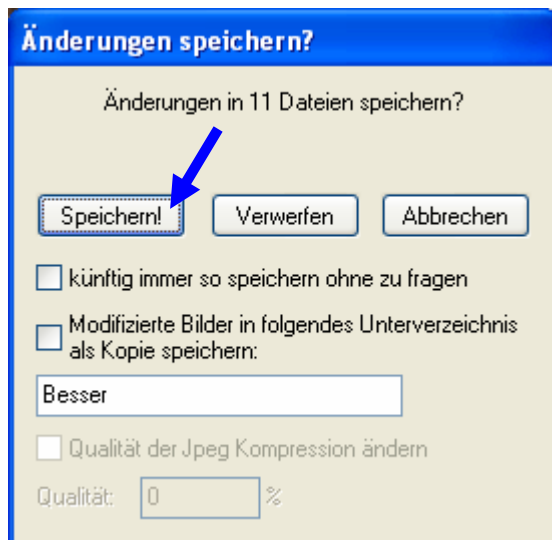 Änderungen speichern?
Änderungen in 11 Dateien speichern?
Speichern! Verwerfen Abbrechen
künftig immer so speichern ohne zu fragen
Modifizierte Bilder in folgendes Unterverzeichnis
als Kopie speichern:
Besser
Qualität der Jpeg Kompression ändern
Qualität: 0 %